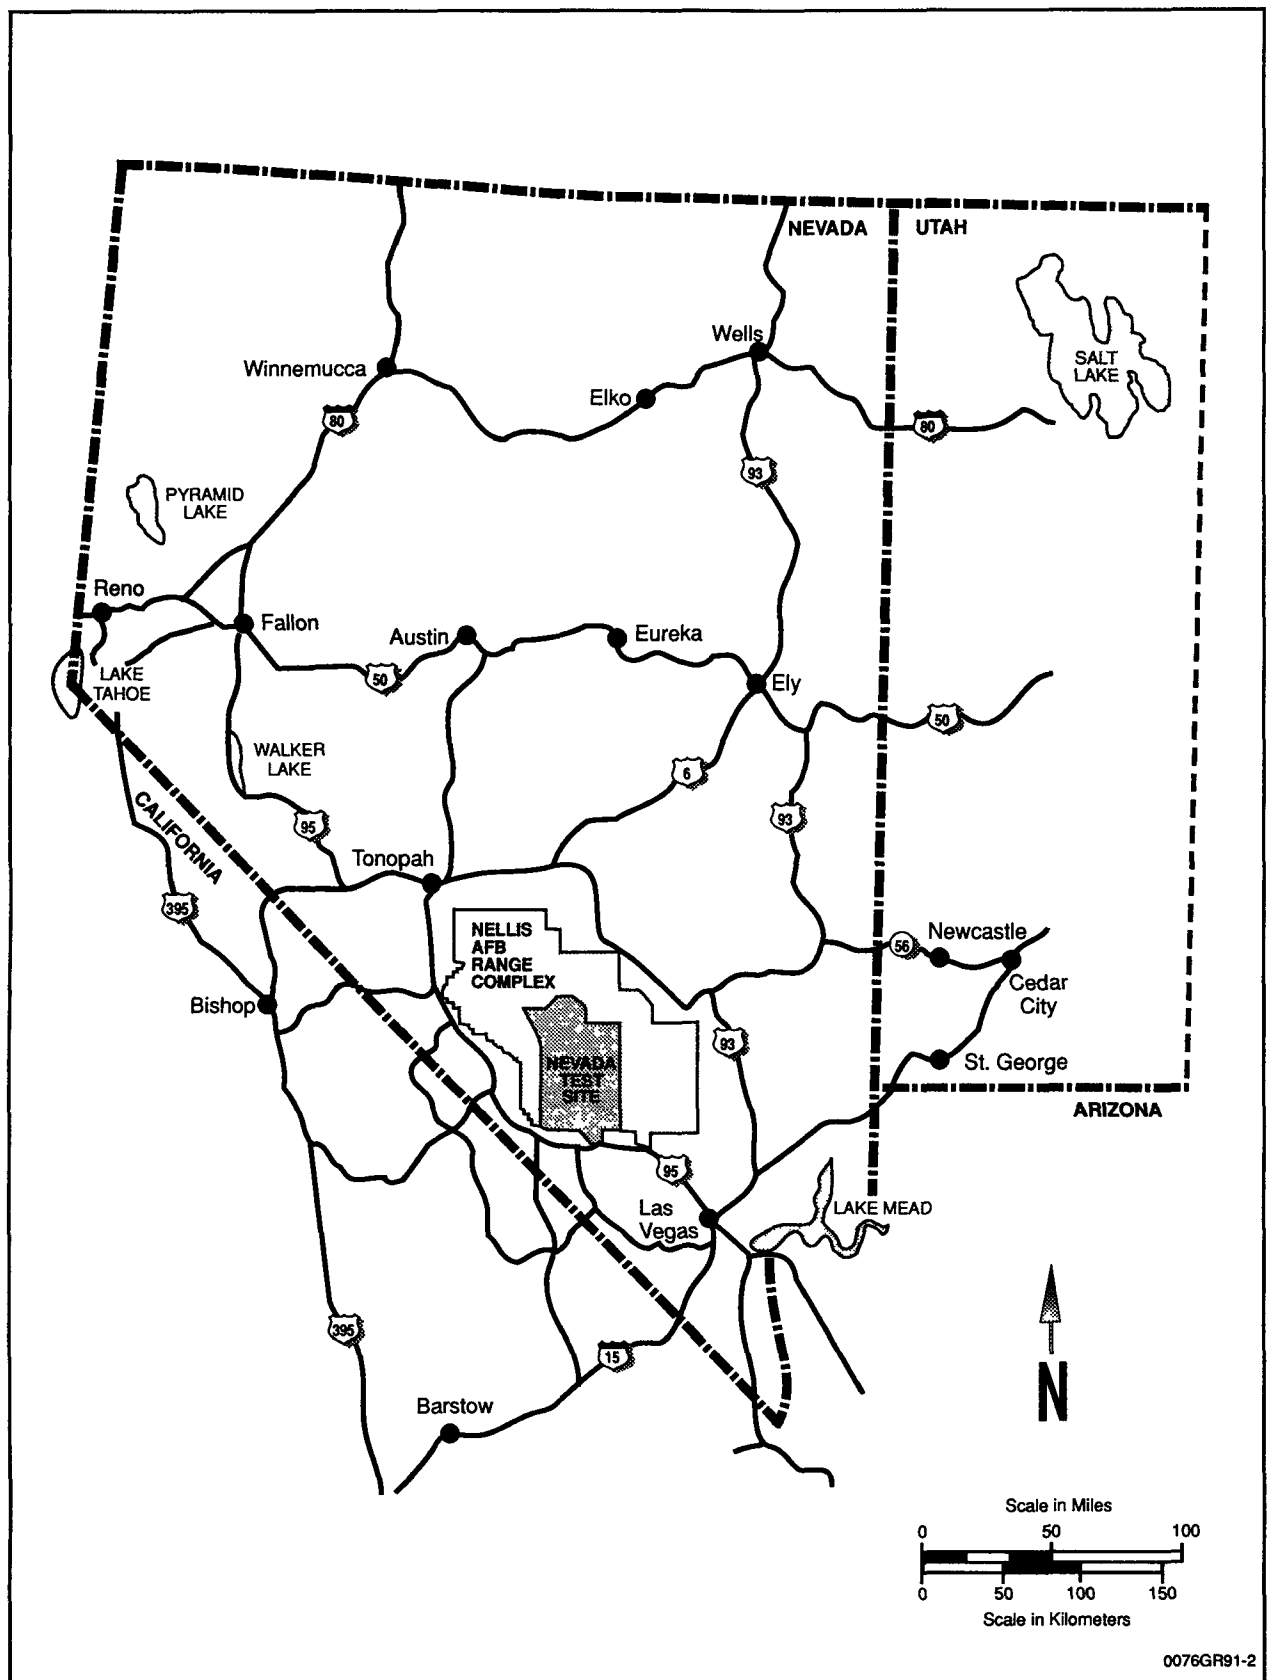 NEVADA
UTAH
Wells
Winnemucca
SALT
LAKE
Elko
80
80
93
PYRAMID
LAKE
Reno
Fallon
Austin
Eureka
LAKE
TAHOE
50
Ely
50
WALKER
LAKE
6
CALIFORNIA
95
93
Tonopah
395
NELLIS
AFB
RANGE
COMPLEX
56
Newcastle
Cedar
City
Bishop
93
NEVADA
TEST
SITE
St. George
ARIZONA
95
Las
Vegas
LAKE MEAD
395
15
N
Barstow
Scale in Miles
0 50 100
0 50 100 150
Scale in Kilometers
0076GR91-2